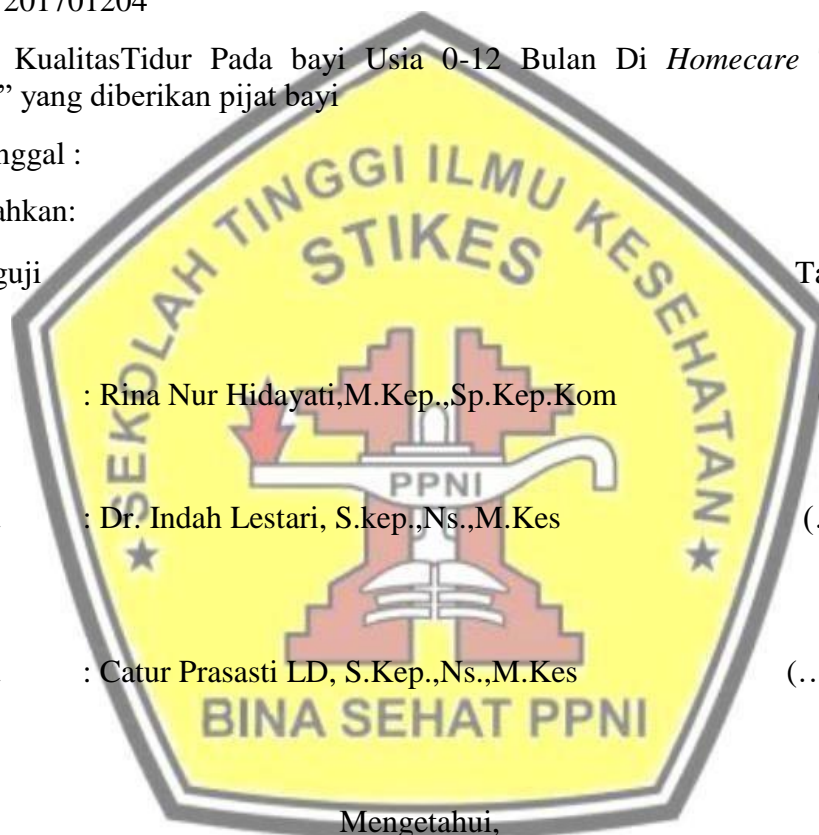 201701204
KualitasTidur Pada bayi Usia 0-12 Bulan Di Homecare
” yang diberikan pijat bayi
nggal :
ahkan:
guji Ta
: Rina Nur Hidayati,M.Kep.,Sp.Kep.Kom
: Dr. Indah Lestari, S.kep.,Ns.,M.Kes (.
: Catur Prasasti LD, S.Kep.,Ns.,M.Kes (…
Mengetahui,
SEKOLAH TINGGI ILMU KESEHATAN
STIKES
PPNI
BINA SEHAT PPNI